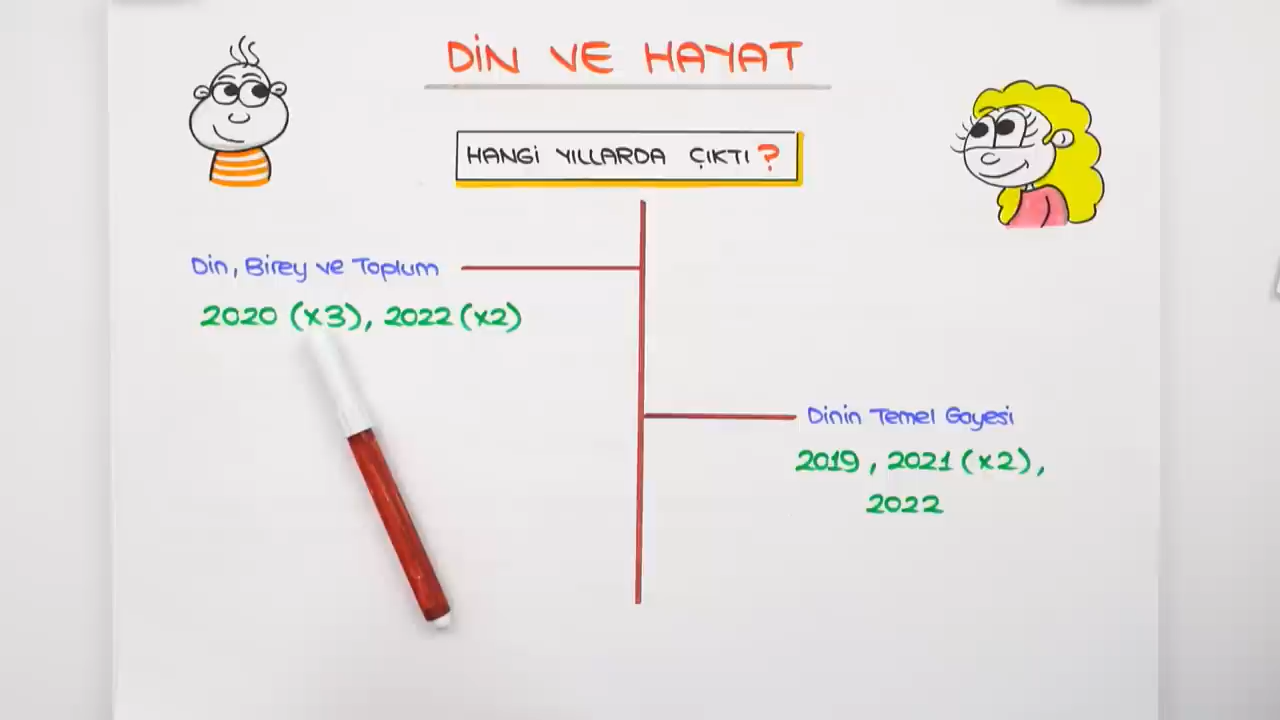 DİN VE HAYAT
HANGİ YILLARDA ÇIKTI?
Din, Birey ve Toplum
2020 (x3), 2022 (x2)
Dinin Temel Gayesi
2019, 2021 (x2),
2022